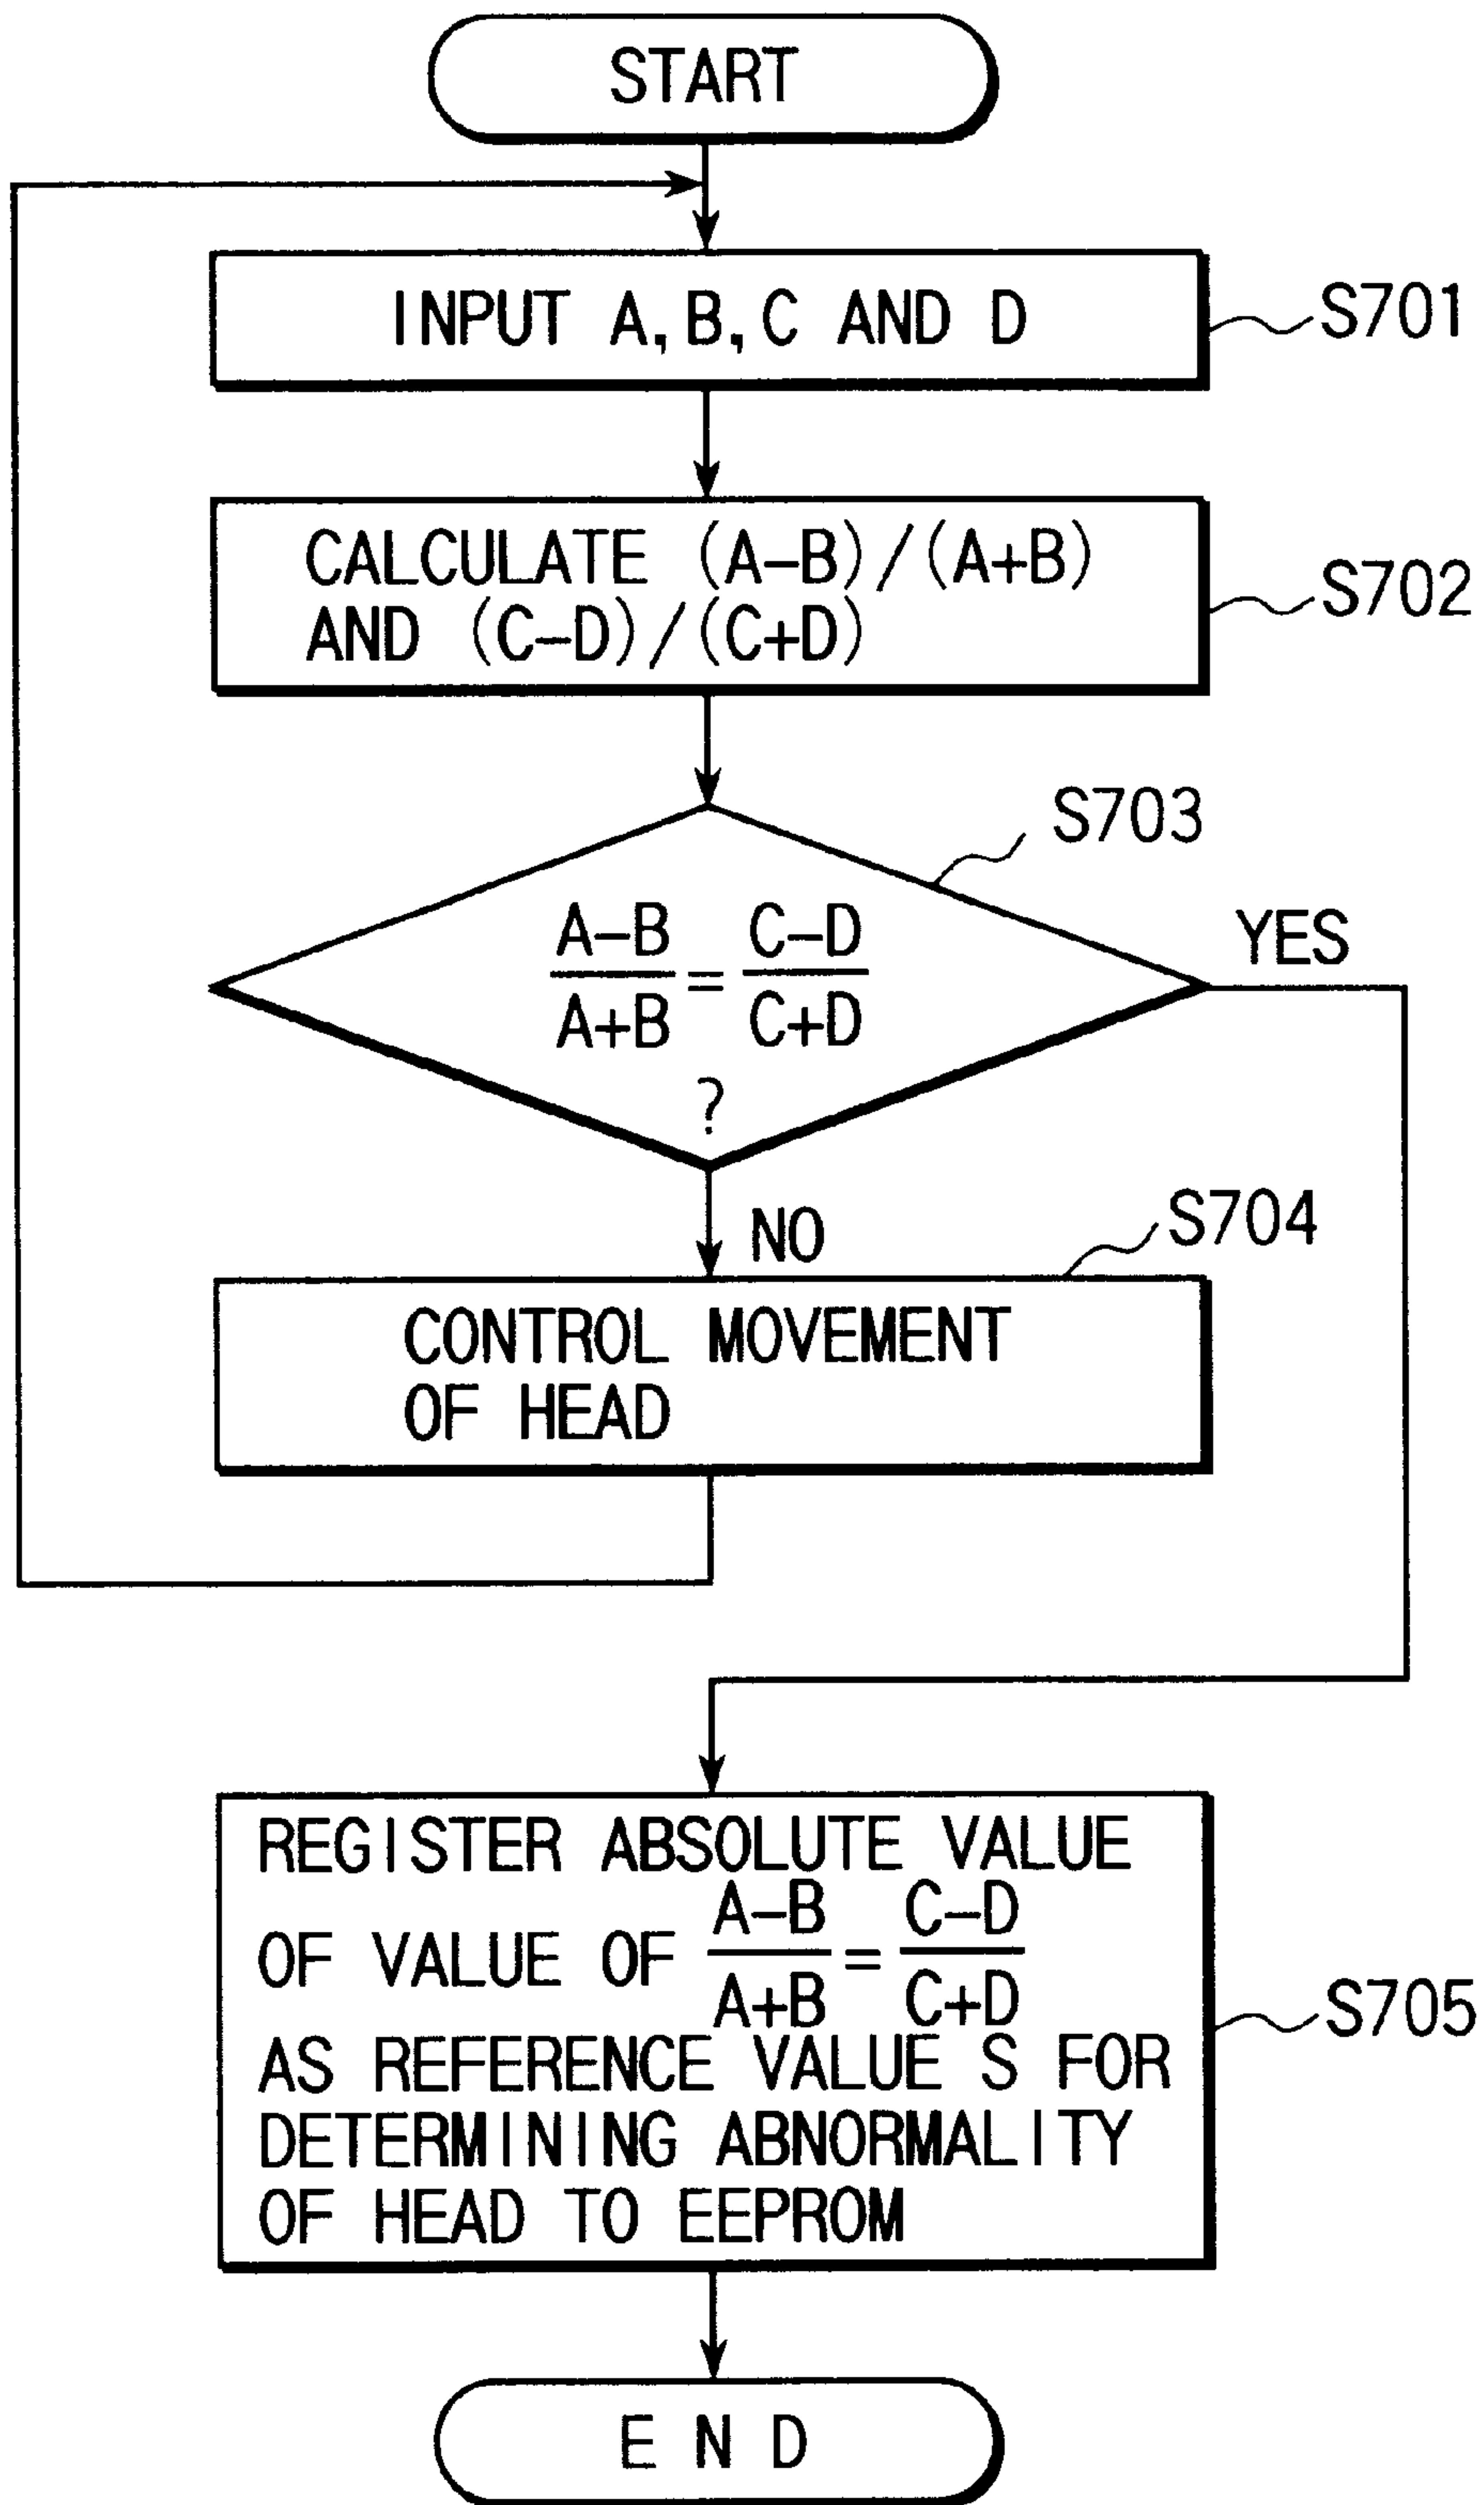 START
INPUT A, B, C AND D
S701
CALCULATE (A−B)/(A+B)
AND (C−D)/(C+D)
S702
S703
A−B
A+B
=
C−D
C+D
?
YES
NO
S704
CONTROL MOVEMENT
OF HEAD
REGISTER ABSOLUTE VALUE
OF VALUE OF A−B/A+B = C−D/C+D
AS REFERENCE VALUE S FOR
DETERMINING ABNORMALITY
OF HEAD TO EEPROM
S705
END